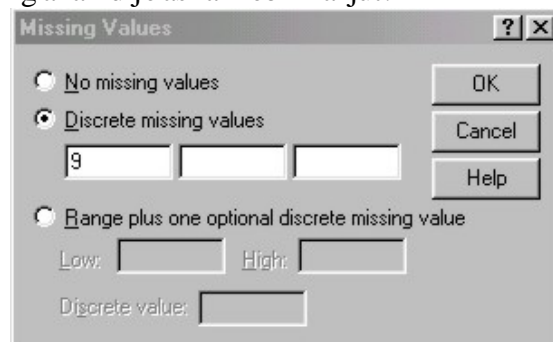 Missing Values
No missing values
OK
Discrete missing values
Cancel
9
Help
Range plus one optional discrete missing value
Low:
High:
Discrete value: